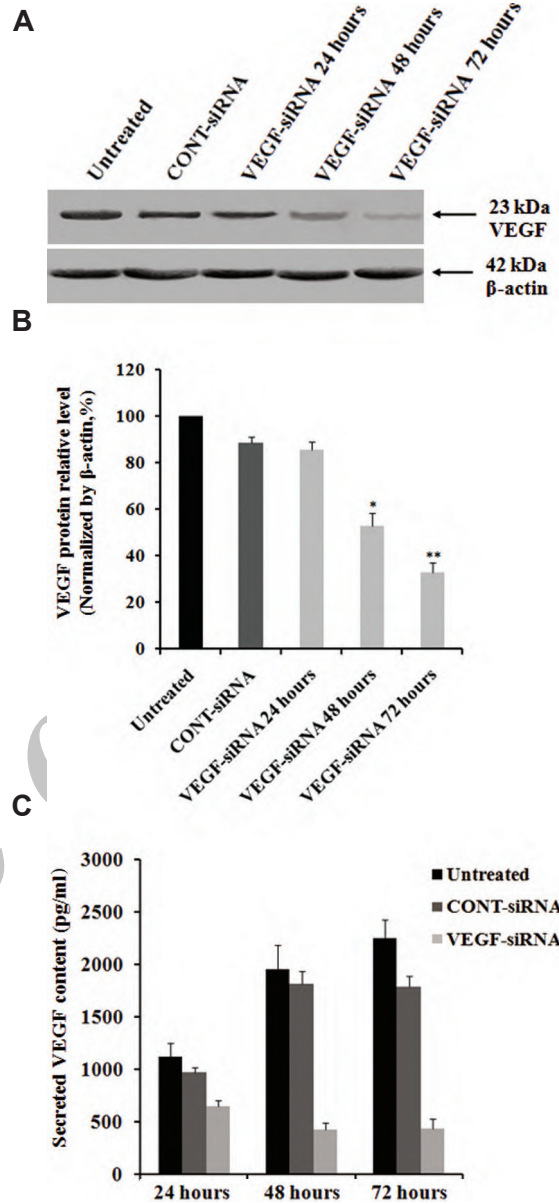 A
Untreated
CONT-siRNA
VEGF-siRNA 24 hours
VEGF-siRNA 48 hours
VEGF-siRNA 72 hours
23 kDa
VEGF
42 kDa
β-actin
B
VEGF protein relative level
(Normalized by β-actin,%)
120
100
80
60
40
20
0
*
**
Untreated
CONT-siRNA
VEGF-siRNA 24 hours
VEGF-siRNA 48 hours
VEGF-siRNA 72 hours
C
Secreted VEGF content (pg/ml)
3000
2500
2000
1500
1000
500
0
Untreated
CONT-siRNA
VEGF-siRNA
24 hours
48 hours
72 hours